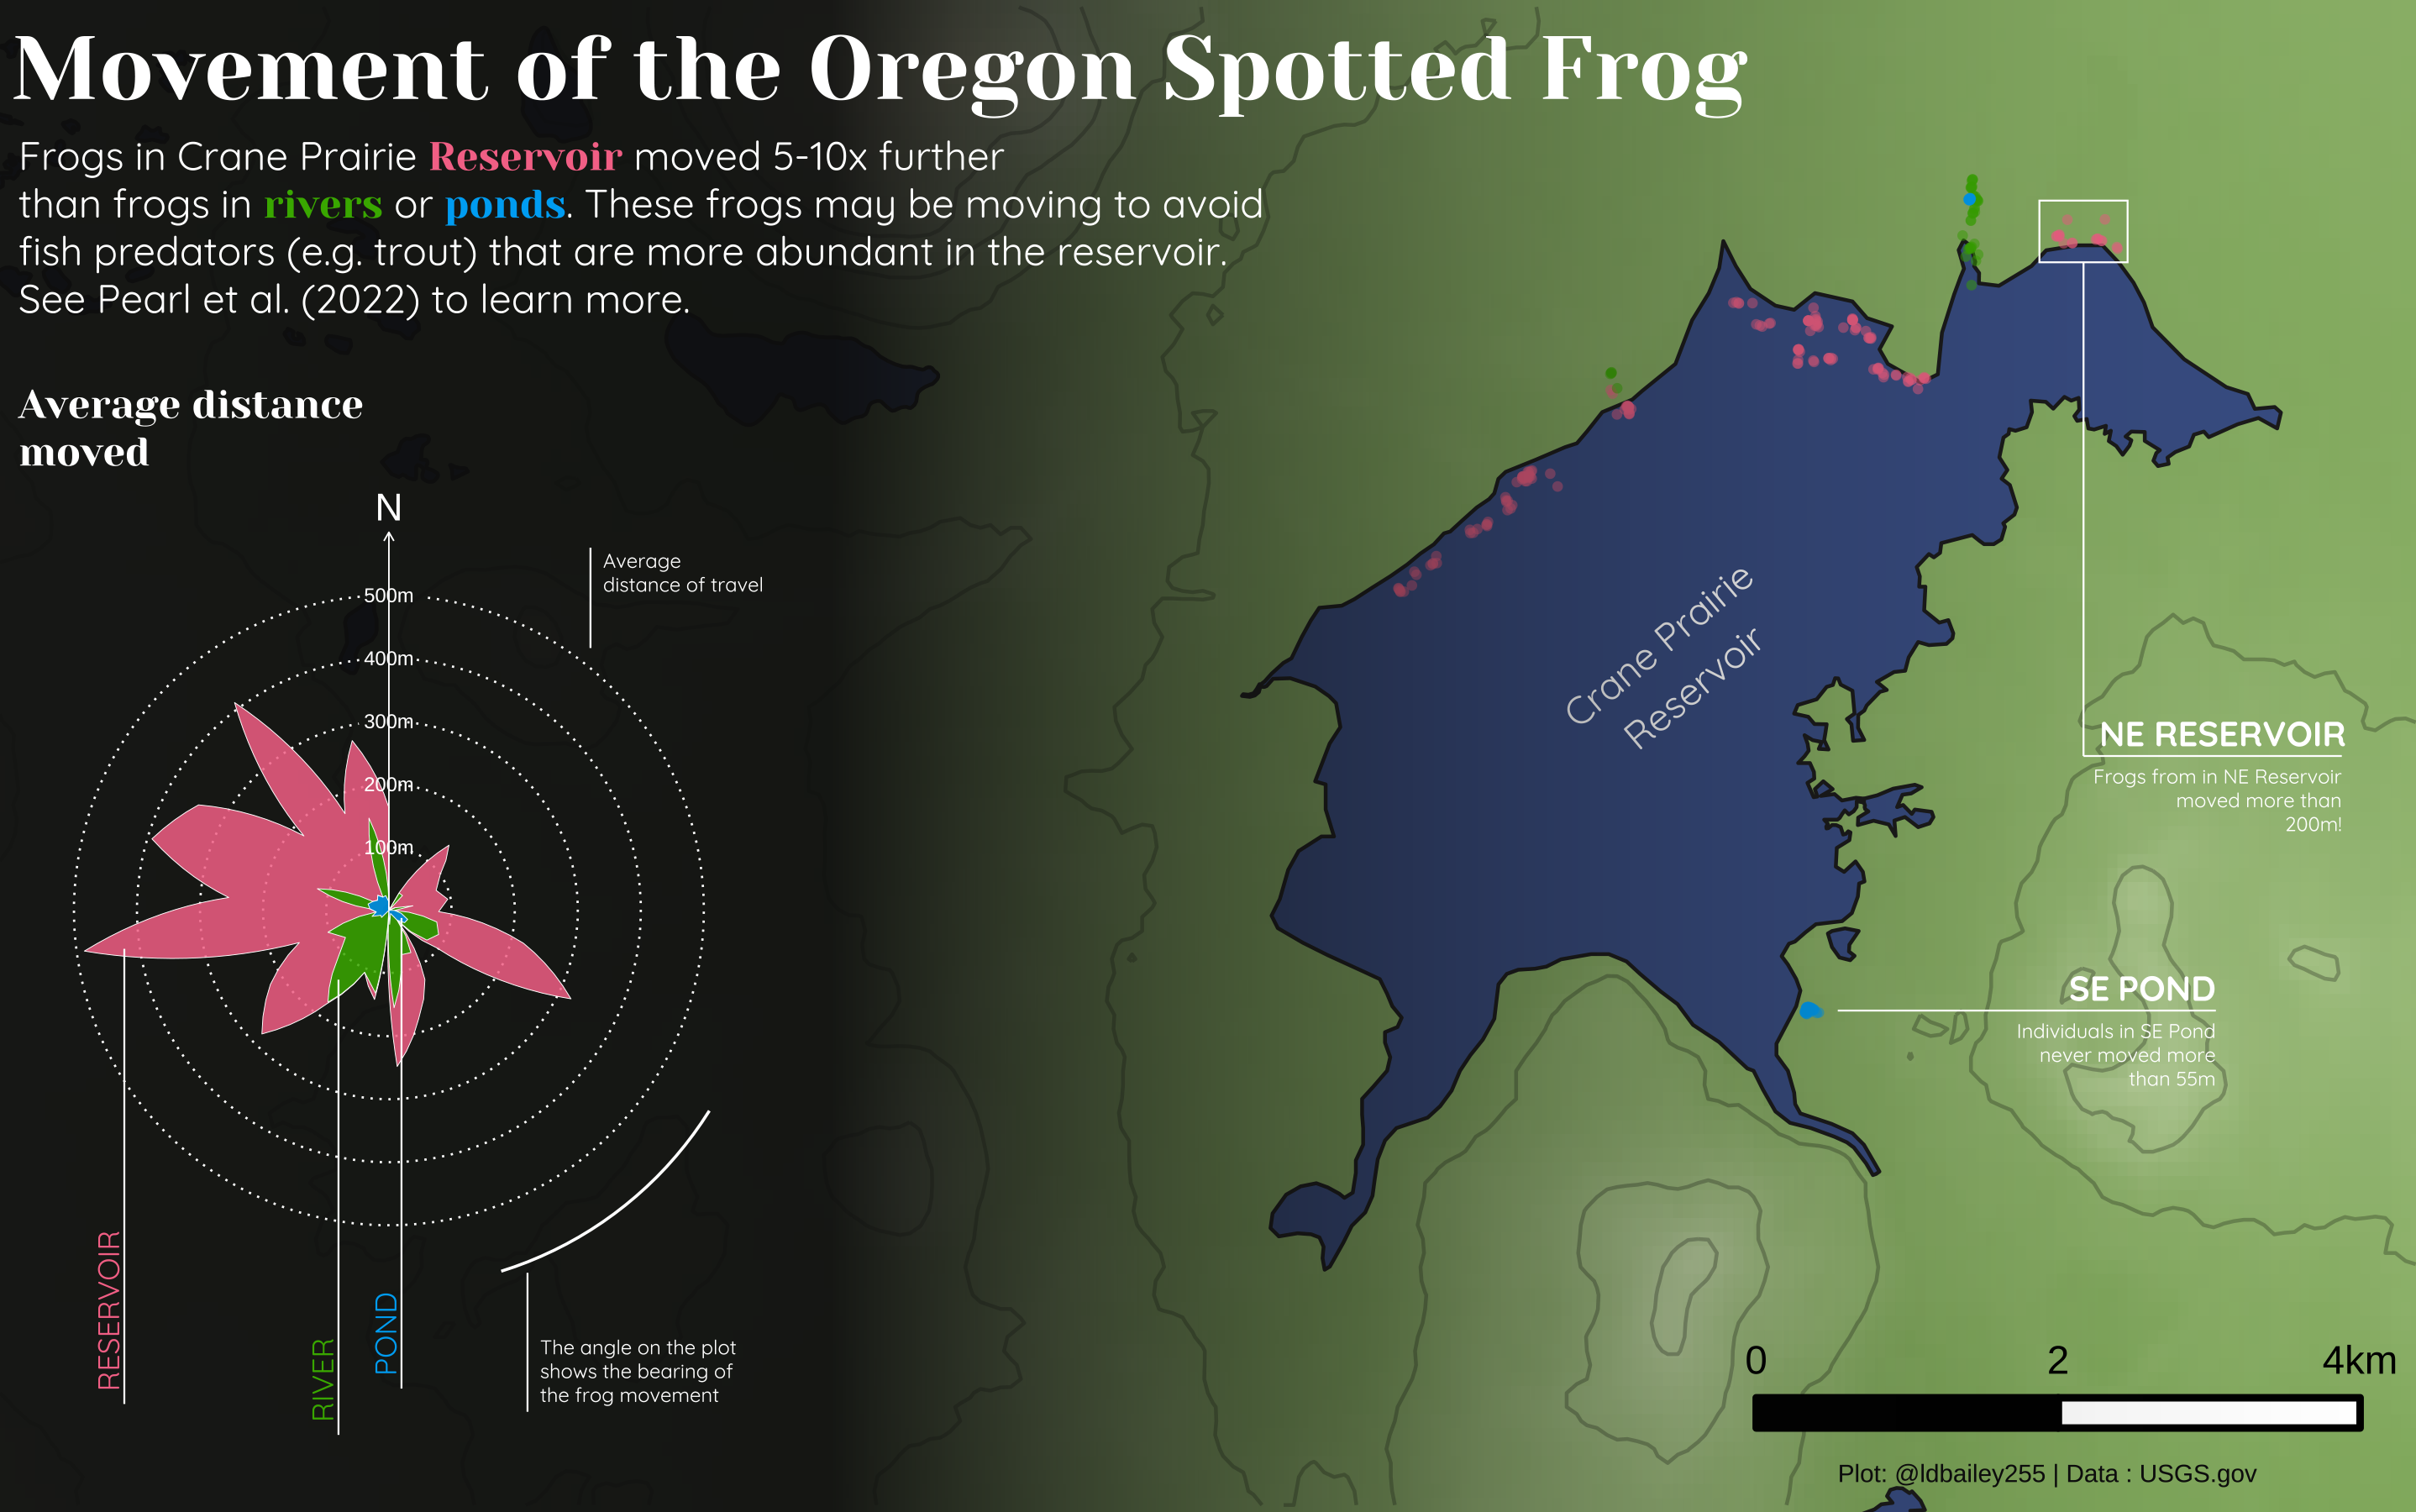 Movement of the Oregon Spotted Frog
Frogs in Crane Prairie Reservoir moved 5-10x further
than frogs in rivers or ponds. These frogs may be moving to avoid
fish predators (e.g. trout) that are more abundant in the reservoir.
See Pearl et al. (2022) to learn more.
Average distance
moved
N
500m
400m
300m
200m
100m
Average
distance of travel
RESERVOIR
RIVER
POND
The angle on the plot
shows the bearing of
the frog movement
Crane Prairie
Reservoir
NE RESERVOIR
Frogs from in NE Reservoir
moved more than
200m!
SE POND
Individuals in SE Pond
never moved more
than 55m
0 2 4km
Plot: @ldbailey255 | Data : USGS.gov